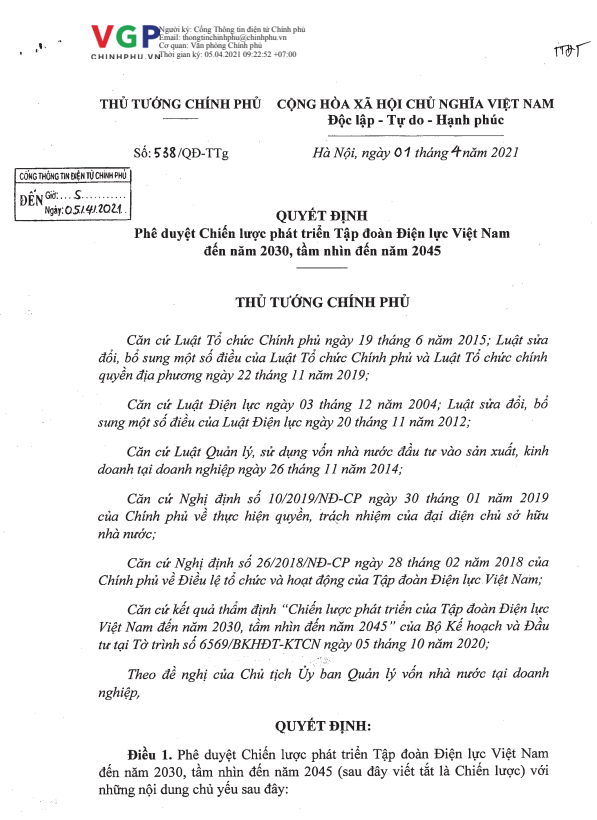 VGP
CHINHPHU.VN
Người ký: Cổng Thông tin điện tử Chính phủ
Email: thongtinchinhphu@chinhphu.vn
Cơ quan: Văn phòng Chính phủ
Thời gian ký: 05.04.2021 09:22:52 +07:00
TTĐT
THỦ TƯỚNG CHÍNH PHỦ
CỘNG HÒA XÃ HỘI CHỦ NGHĨA VIỆT NAM
Độc lập - Tự do - Hạnh phúc
Số: 538/QĐ-TTg
Hà Nội, ngày 01 tháng 4 năm 2021
CỔNG THÔNG TIN ĐIỆN TỬ CHÍNH PHỦ
ĐẾN Giờ: ....S...........
Ngày: 05/4/2021
QUYẾT ĐỊNH
Phê duyệt Chiến lược phát triển Tập đoàn Điện lực Việt Nam
đến năm 2030, tầm nhìn đến năm 2045
THỦ TƯỚNG CHÍNH PHỦ
Căn cứ Luật Tổ chức Chính phủ ngày 19 tháng 6 năm 2015; Luật sửa
đổi, bổ sung một số điều của Luật Tổ chức Chính phủ và Luật Tổ chức chính
quyền địa phương ngày 22 tháng 11 năm 2019;
Căn cứ Luật Điện lực ngày 03 tháng 12 năm 2004; Luật sửa đổi, bổ
sung một số điều của Luật Điện lực ngày 20 tháng 11 năm 2012;
Căn cứ Luật Quản lý, sử dụng vốn nhà nước đầu tư vào sản xuất, kinh
doanh tại doanh nghiệp ngày 26 tháng 11 năm 2014;
Căn cứ Nghị định số 10/2019/NĐ-CP ngày 30 tháng 01 năm 2019
của Chính phủ về thực hiện quyền, trách nhiệm của đại diện chủ sở hữu
nhà nước;
Căn cứ Nghị định số 26/2018/NĐ-CP ngày 28 tháng 02 năm 2018 của
Chính phủ về Điều lệ tổ chức và hoạt động của Tập đoàn Điện lực Việt Nam;
Căn cứ kết quả thẩm định “Chiến lược phát triển của Tập đoàn Điện lực
Việt Nam đến năm 2030, tầm nhìn đến năm 2045” của Bộ Kế hoạch và Đầu
tư tại Tờ trình số 6569/BKHĐT-KTCN ngày 05 tháng 10 năm 2020;
Theo đề nghị của Chủ tịch Ủy ban Quản lý vốn nhà nước tại doanh
nghiệp,
QUYẾT ĐỊNH:
Điều 1. Phê duyệt Chiến lược phát triển Tập đoàn Điện lực Việt Nam
đến năm 2030, tầm nhìn đến năm 2045 (sau đây viết tắt là Chiến lược) với
những nội dung chủ yếu sau đây: